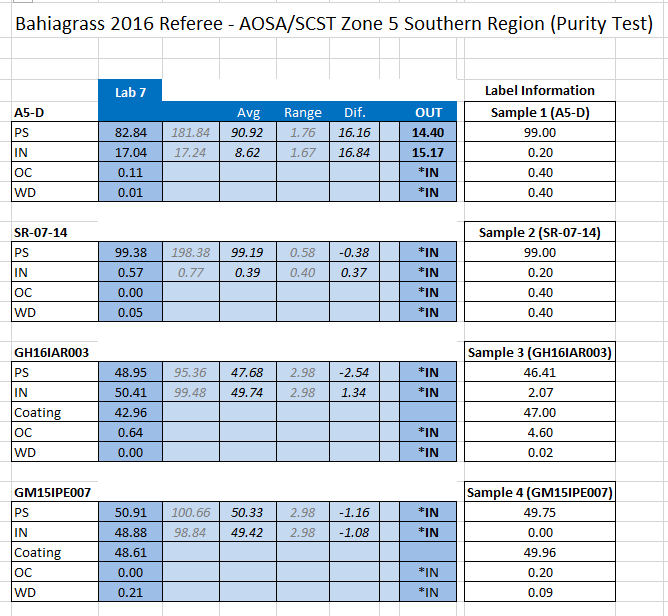 Bahiagrass 2016 Referee - AOSA/SCST Zone 5 Southern Region (Purity Test)
Lab 7 Label Information
A5-D Avg Range Dif. OUT Sample 1 (A5-D)
PS 82.84 181.84 90.92 1.76 16.16 14.40 99.00
IN 17.04 17.24 8.62 1.67 16.84 15.17 0.20
OC 0.11 *IN 0.40
WD 0.01 *IN 0.40
SR-07-14 Sample 2 (SR-07-14)
PS 99.38 198.38 99.19 0.58 -0.38 *IN 99.00
IN 0.57 0.77 0.39 0.40 0.37 *IN 0.20
OC 0.00 *IN 0.40
WD 0.05 *IN 0.40
GH16IAR003 Sample 3 (GH16IAR003)
PS 48.95 95.36 47.68 2.98 -2.54 *IN 46.41
IN 50.41 99.48 49.74 2.98 1.34 *IN 2.07
Coating 42.96 47.00
OC 0.64 *IN 4.60
WD 0.00 *IN 0.02
GM15IPE007 Sample 4 (GM15IPE007)
PS 50.91 100.66 50.33 2.98 -1.16 *IN 49.75
IN 48.88 98.84 49.42 2.98 -1.08 *IN 0.00
Coating 48.61 49.96
OC 0.00 *IN 0.20
WD 0.21 *IN 0.09